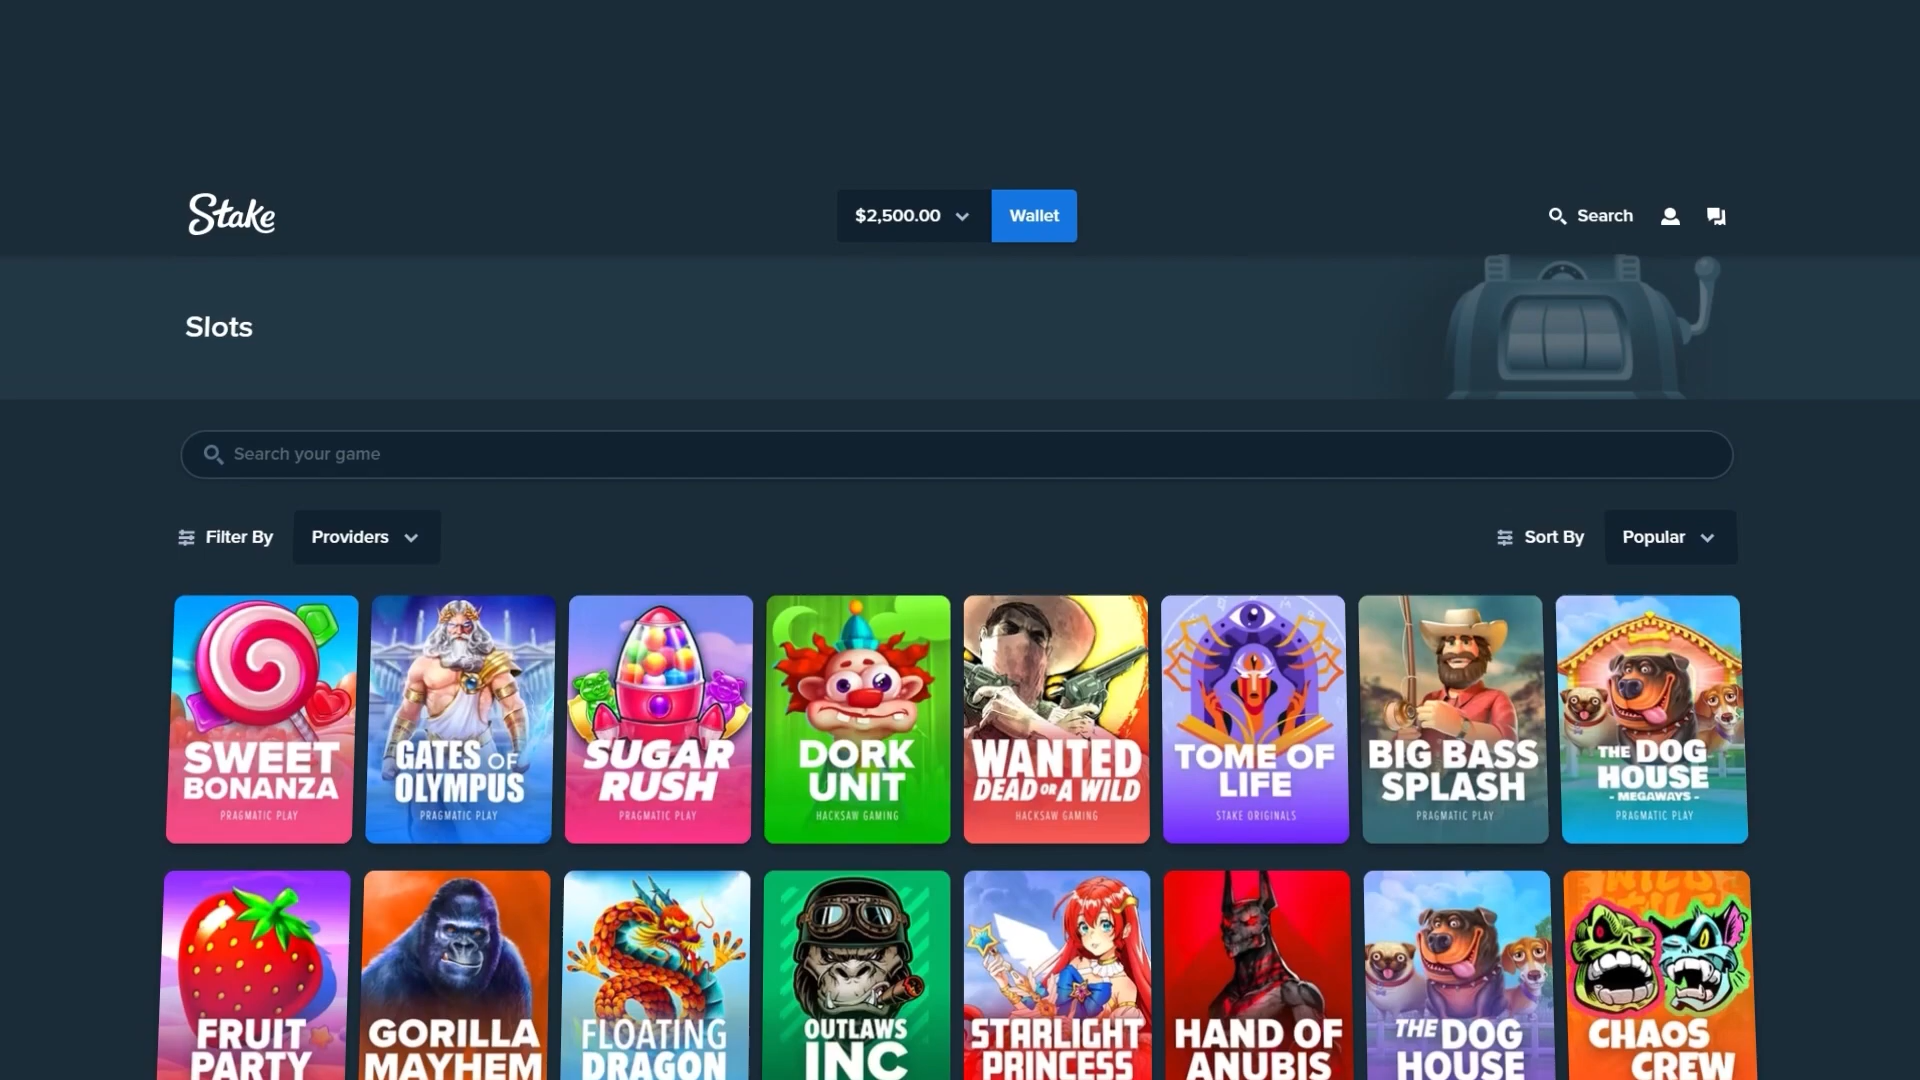 Stake
$2,500.00
Wallet
Search
Slots
Search your game
Filter By
Providers
Sort By
Popular
SWEET
BONANZA
PRAGMATIC PLAY
GATES OF
OLYMPUS
PRAGMATIC PLAY
SUGAR
RUSH
PRAGMATIC PLAY
DORK
UNIT
HACKSAW GAMING
WANTED
DEAD OR A WILD
HACKSAW GAMING
TOME OF
LIFE
STAKE ORIGINALS
BIG BASS
SPLASH
PRAGMATIC PLAY
THE DOG
HOUSE
- MEGAWAYS -
PRAGMATIC PLAY
FRUIT
PARTY
GORILLA
MAYHEM
FLOATING
DRAGON
OUTLAWS
INC
STARLIGHT
PRINCESS
HAND OF
ANUBIS
THE DOG
HOUSE
CHAOS
CREW